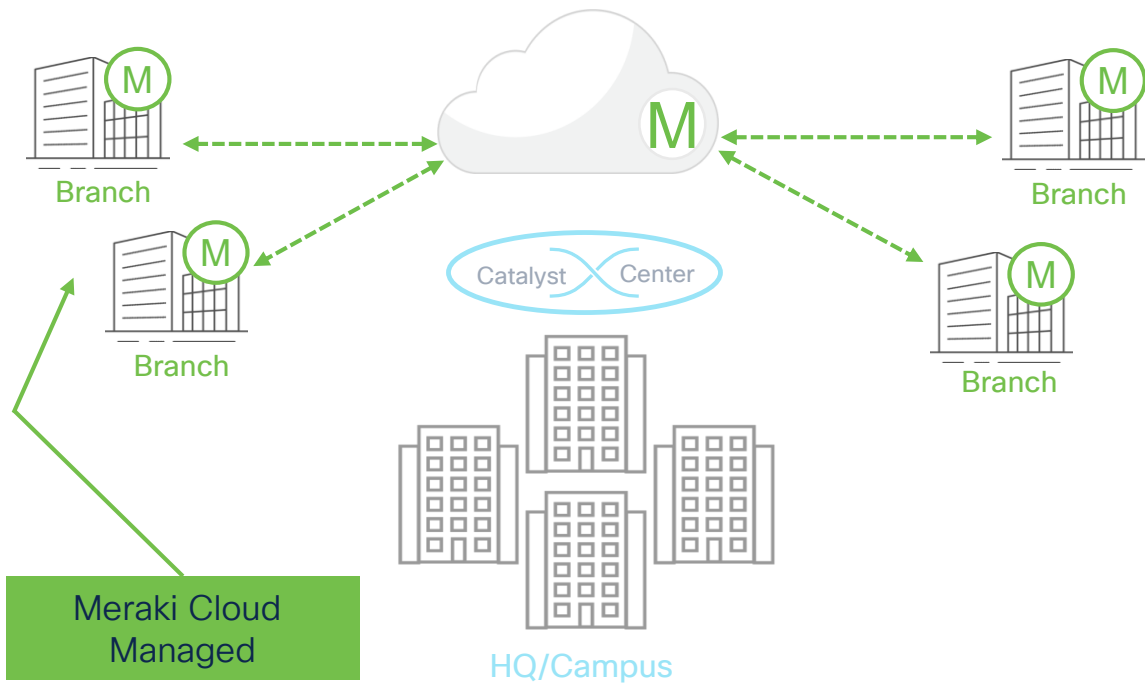 M
M
M
Branch
Branch
M
Catalyst Center
M
Branch
Branch
Meraki Cloud
Managed
HQ/Campus